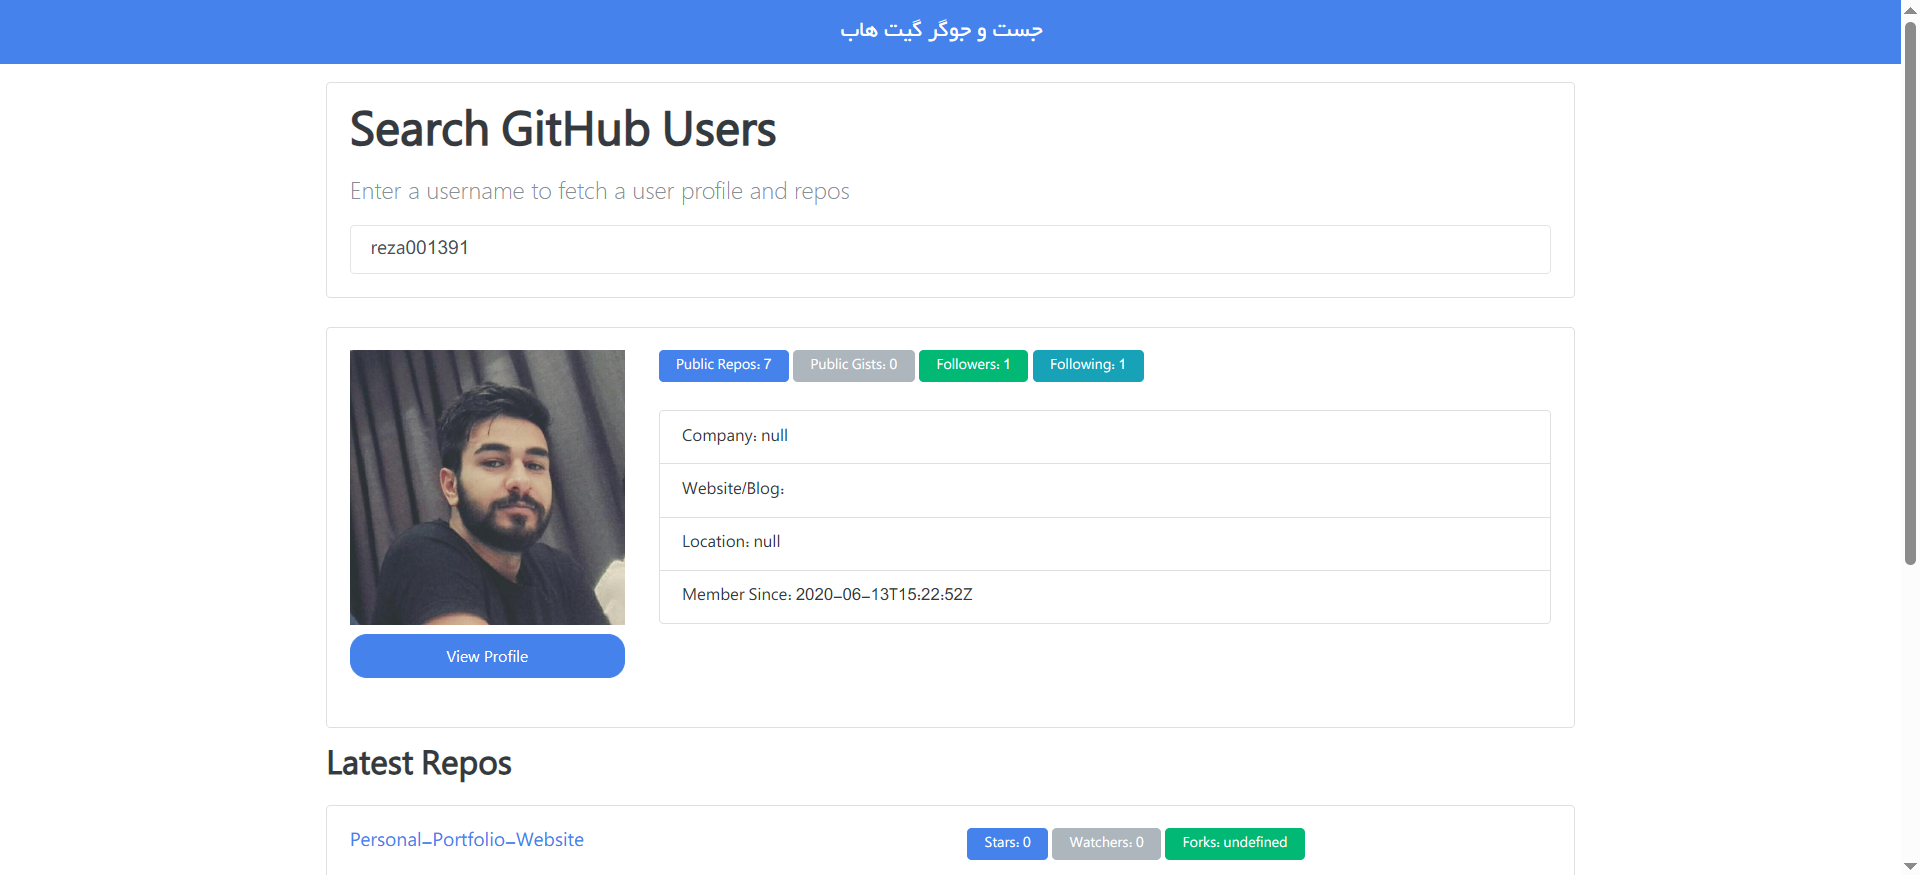 جست و جوگر گیت هاب
Search GitHub Users
Enter a username to fetch a user profile and repos
reza001391
Public Repos: 7 Public Gists: 0 Followers: 1 Following: 1
Company: null
Website/Blog:
Location: null
Member Since: 2020-06-13T15:22:52Z
View Profile
Latest Repos
Personal-Portfolio-Website Stars: 0 Watchers: 0 Forks: undefined